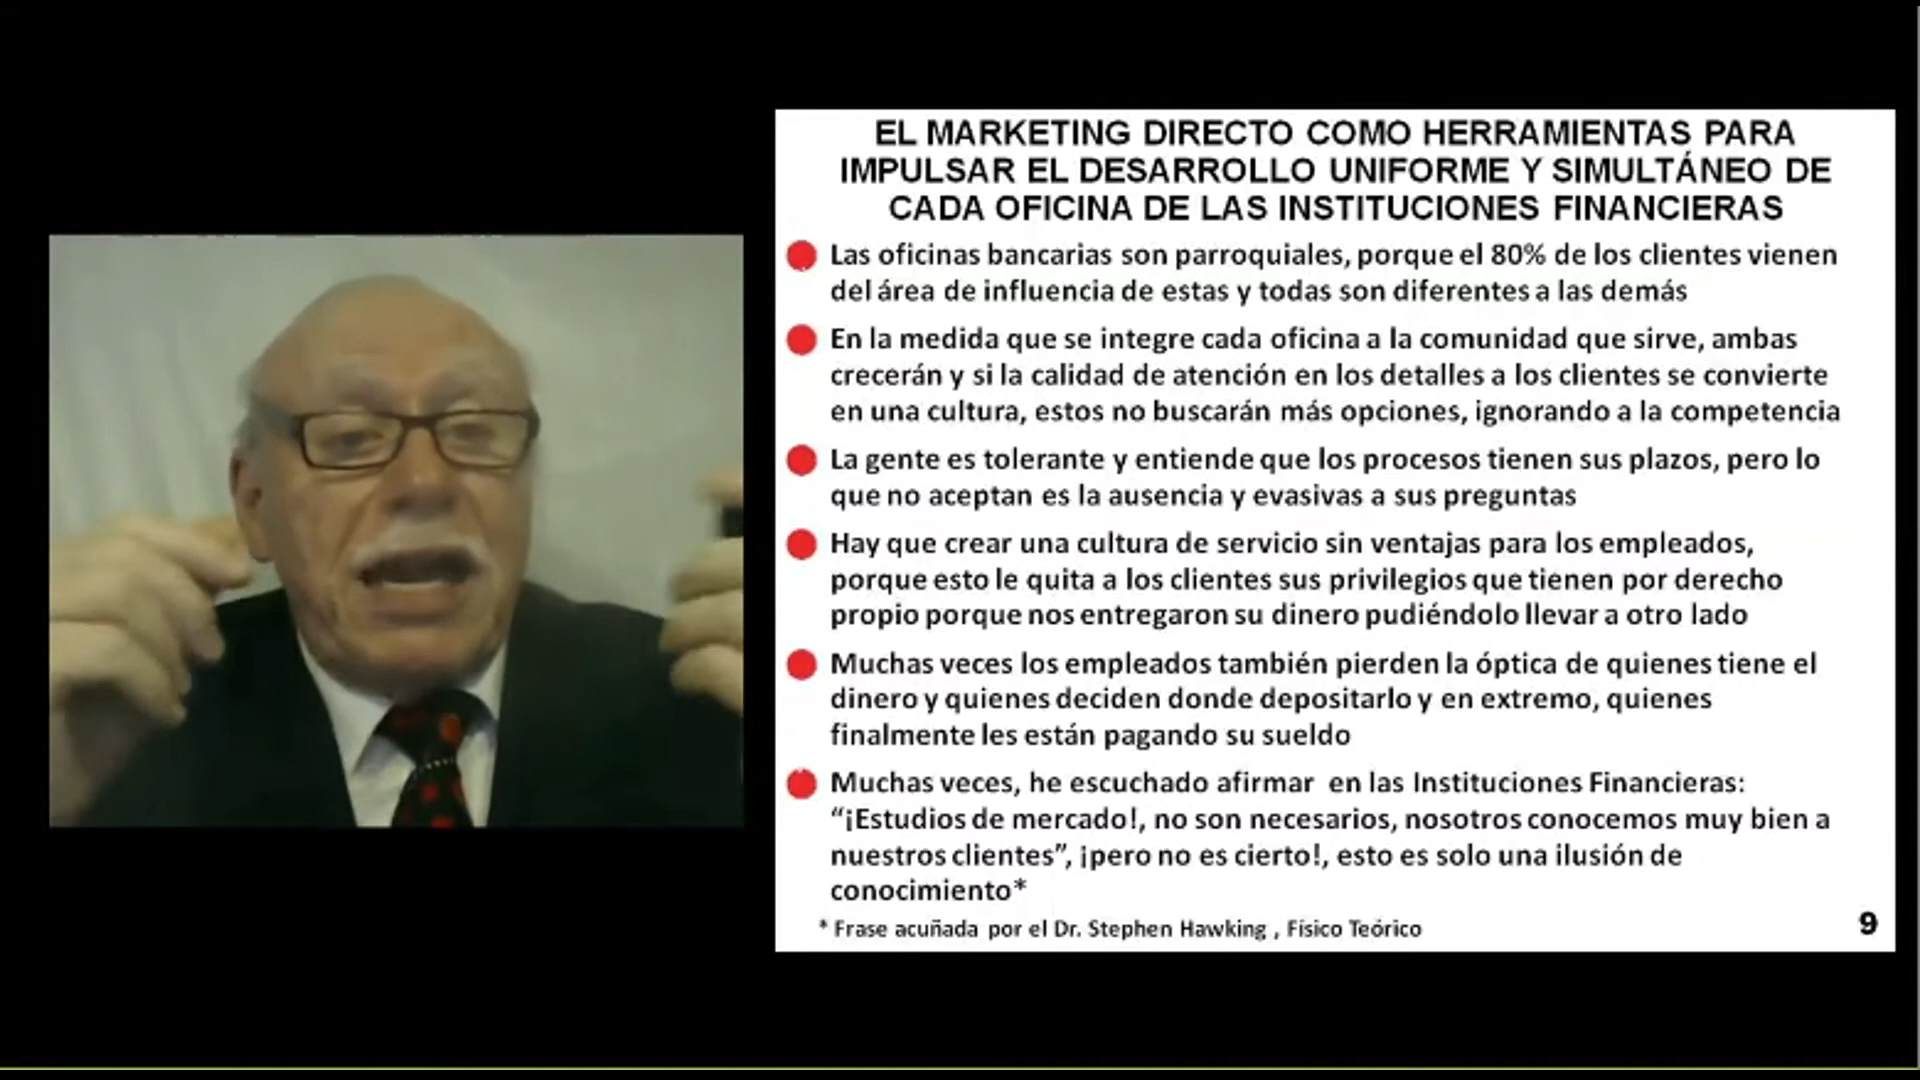 EL MARKETING DIRECTO COMO HERRAMIENTAS PARA
IMPULSAR EL DESARROLLO UNIFORME Y SIMULTÁNEO DE
CADA OFICINA DE LAS INSTITUCIONES FINANCIERAS
Las oficinas bancarias son parroquiales, porque el 80% de los clientes vienen
del área de influencia de estas y todas son diferentes a las demás
En la medida que se integre cada oficina a la comunidad que sirve, ambas
crecerán y si la calidad de atención en los detalles a los clientes se convierte
en una cultura, estos no buscarán más opciones, ignorando a la competencia
La gente es tolerante y entiende que los procesos tienen sus plazos, pero lo
que no aceptan es la ausencia y evasivas a sus preguntas
Hay que crear una cultura de servicio sin ventajas para los empleados,
porque esto le quita a los clientes sus privilegios que tienen por derecho
propio porque nos entregaron su dinero pudiéndolo llevar a otro lado
Muchas veces los empleados también pierden la óptica de quienes tiene el
dinero y quienes deciden donde depositarlo y en extremo, quienes
finalmente les están pagando su sueldo
Muchas veces, he escuchado afirmar en las Instituciones Financieras:
“¡Estudios de mercado!, no son necesarios, nosotros conocemos muy bien a
nuestros clientes”, ¡pero no es cierto!, esto es solo una ilusión de
conocimiento*
* Frase acuñada por el Dr. Stephen Hawking , Físico Teórico
9